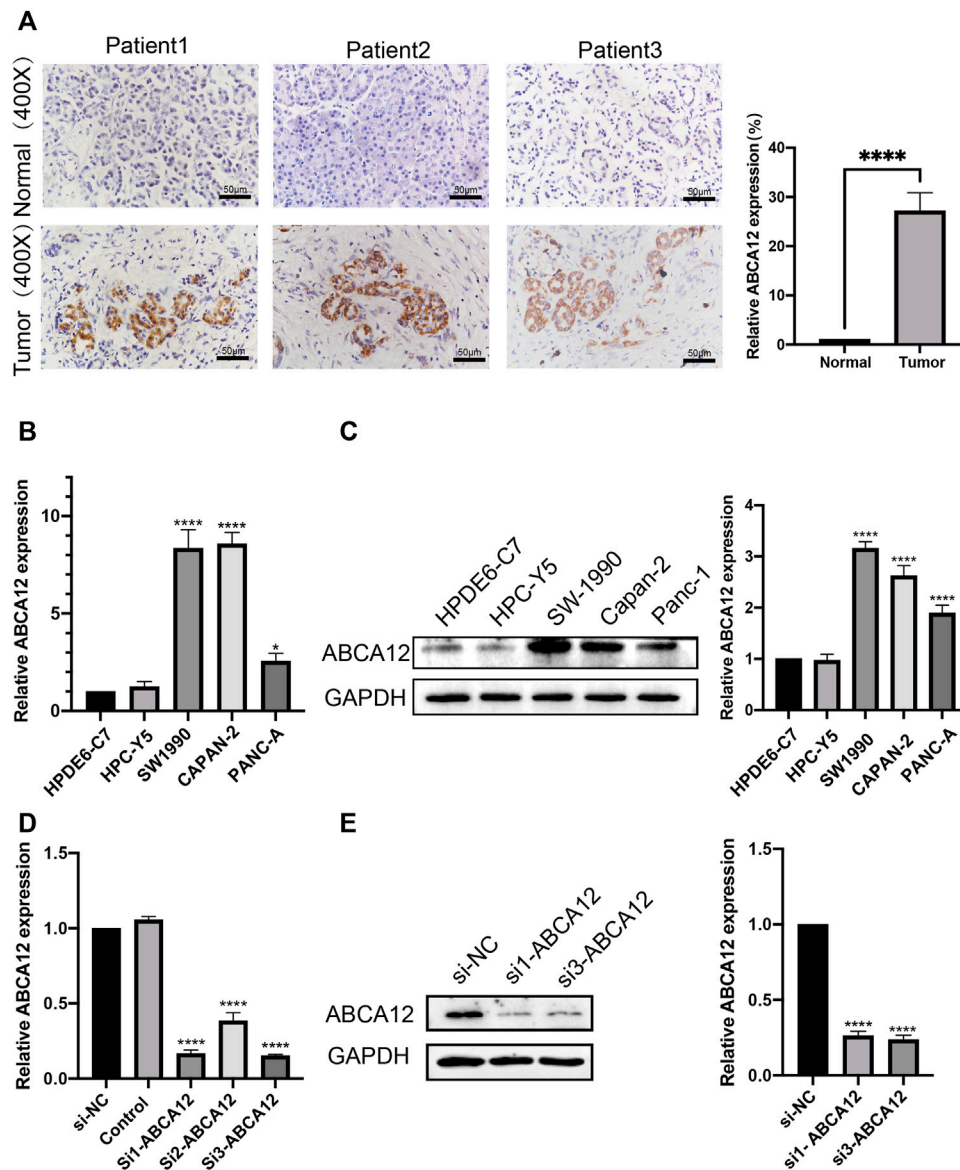 A
Patient1
Patient2
Patient3
Normal (400X)
50μm
50μm
50μm
Tumor (400X)
50μm
50μm
50μm
Relative ABCA12 expression(%)
40
30
20
10
0
****
Normal
Tumor
B
Relative ABCA12 expression
10
5
0
****
****
*
HPDE6-C7
HPC-Y5
SW1990
CAPAN-2
PANC-A
C
HPDE6-C7
HPC-Y5
SW-1990
Capan-2
Panc-1
ABCA12
GAPDH
Relative ABCA12 expression
4
3
2
1
0
****
****
****
HPDE6-C7
HPC-Y5
SW1990
CAPAN-2
PANC-A
D
Relative ABCA12 expression
1.5
1.0
0.5
0.0
****
****
****
si-NC
Control
Si1-ABCA12
Si2-ABCA12
Si3-ABCA12
E
si-NC
si1-ABCA12
si3-ABCA12
ABCA12
GAPDH
Relative ABCA12 expression
1.5
1.0
0.5
0.0
****
****
si-NC
si1- ABCA12
si3-ABCA12